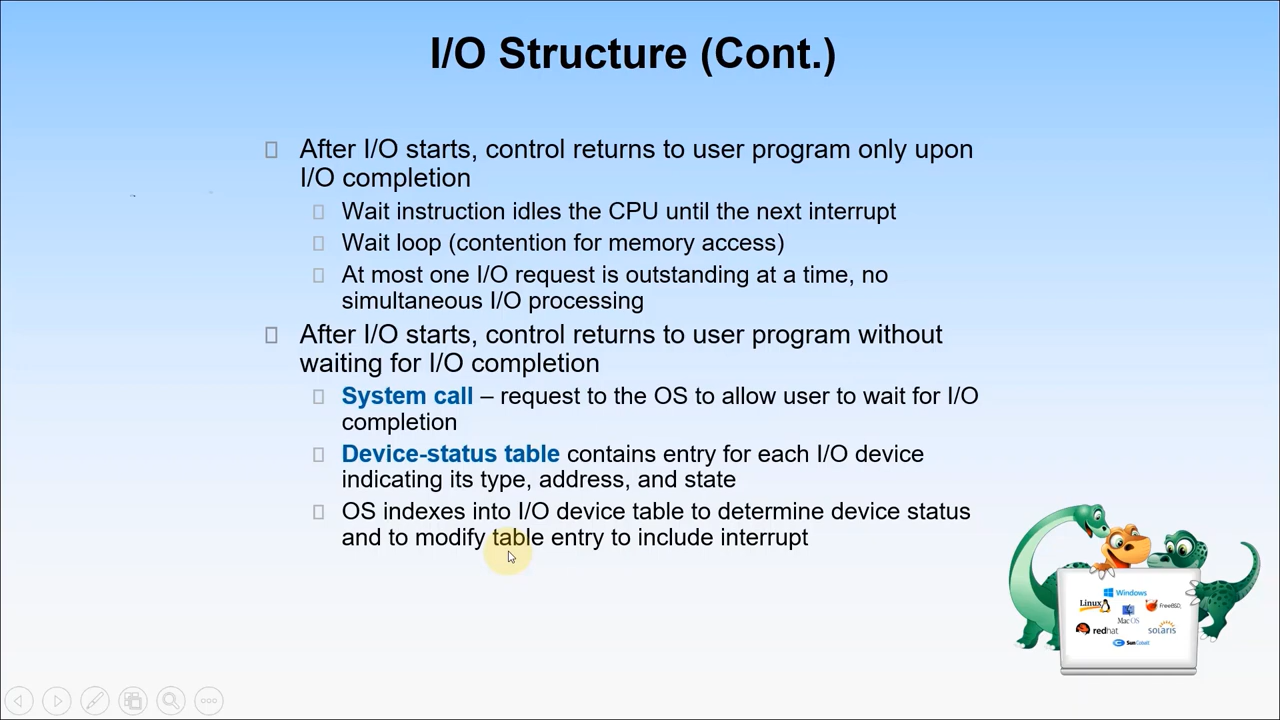 I/O Structure (Cont.)
After I/O starts, control returns to user program only upon
I/O completion
Wait instruction idles the CPU until the next interrupt
Wait loop (contention for memory access)
At most one I/O request is outstanding at a time, no
simultaneous I/O processing
After I/O starts, control returns to user program without
waiting for I/O completion
System call – request to the OS to allow user to wait for I/O
completion
Device-status table contains entry for each I/O device
indicating its type, address, and state
OS indexes into I/O device table to determine device status
and to modify table entry to include interrupt
Windows
Linux
FreeBSD
Mac OS
redhat
solaris
Sun Cobalt